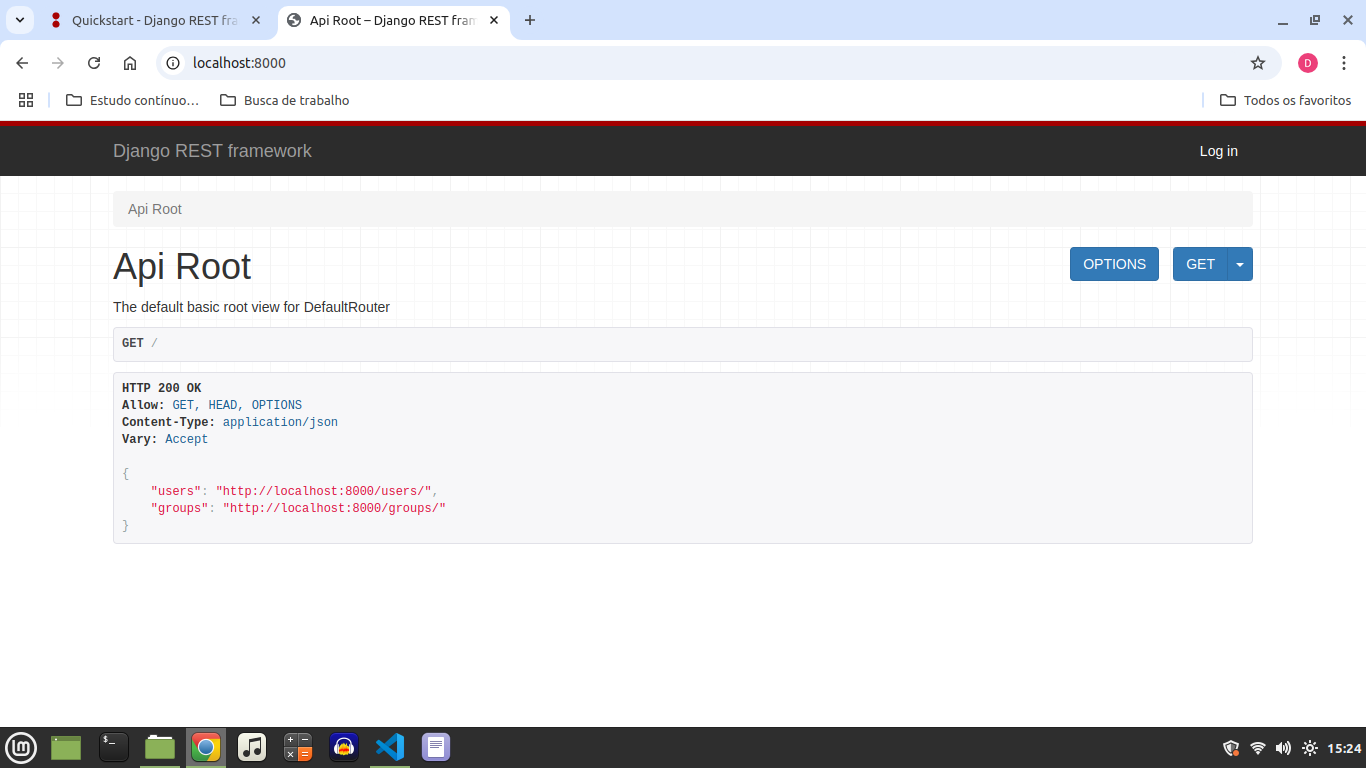 Quickstart - Django REST fra
Api Root – Django REST fram
localhost:8000
D
Estudo contínuo…
Busca de trabalho
Todos os favoritos
Django REST framework
Log in
Api Root
Api Root
OPTIONS
GET
The default basic root view for DefaultRouter
GET /
HTTP 200 OK
Allow: GET, HEAD, OPTIONS
Content-Type: application/json
Vary: Accept
{
    "users": "http://localhost:8000/users/",
    "groups": "http://localhost:8000/groups/"
}
15:24